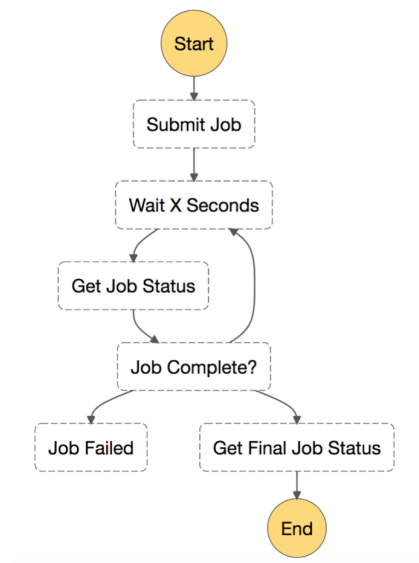 Start
Submit Job
Wait X Seconds
Get Job Status
Job Complete?
Job Failed
Get Final Job Status
End